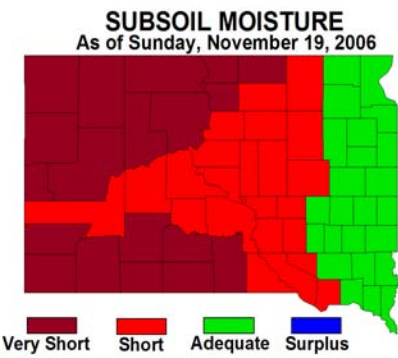 SUBSOIL MOISTURE
As of Sunday, November 19, 2006
Very Short Short Adequate Surplus